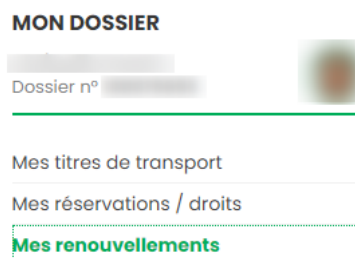 MON DOSSIER
Dossier n°
Mes titres de transport
Mes réservations / droits
Mes renouvellements